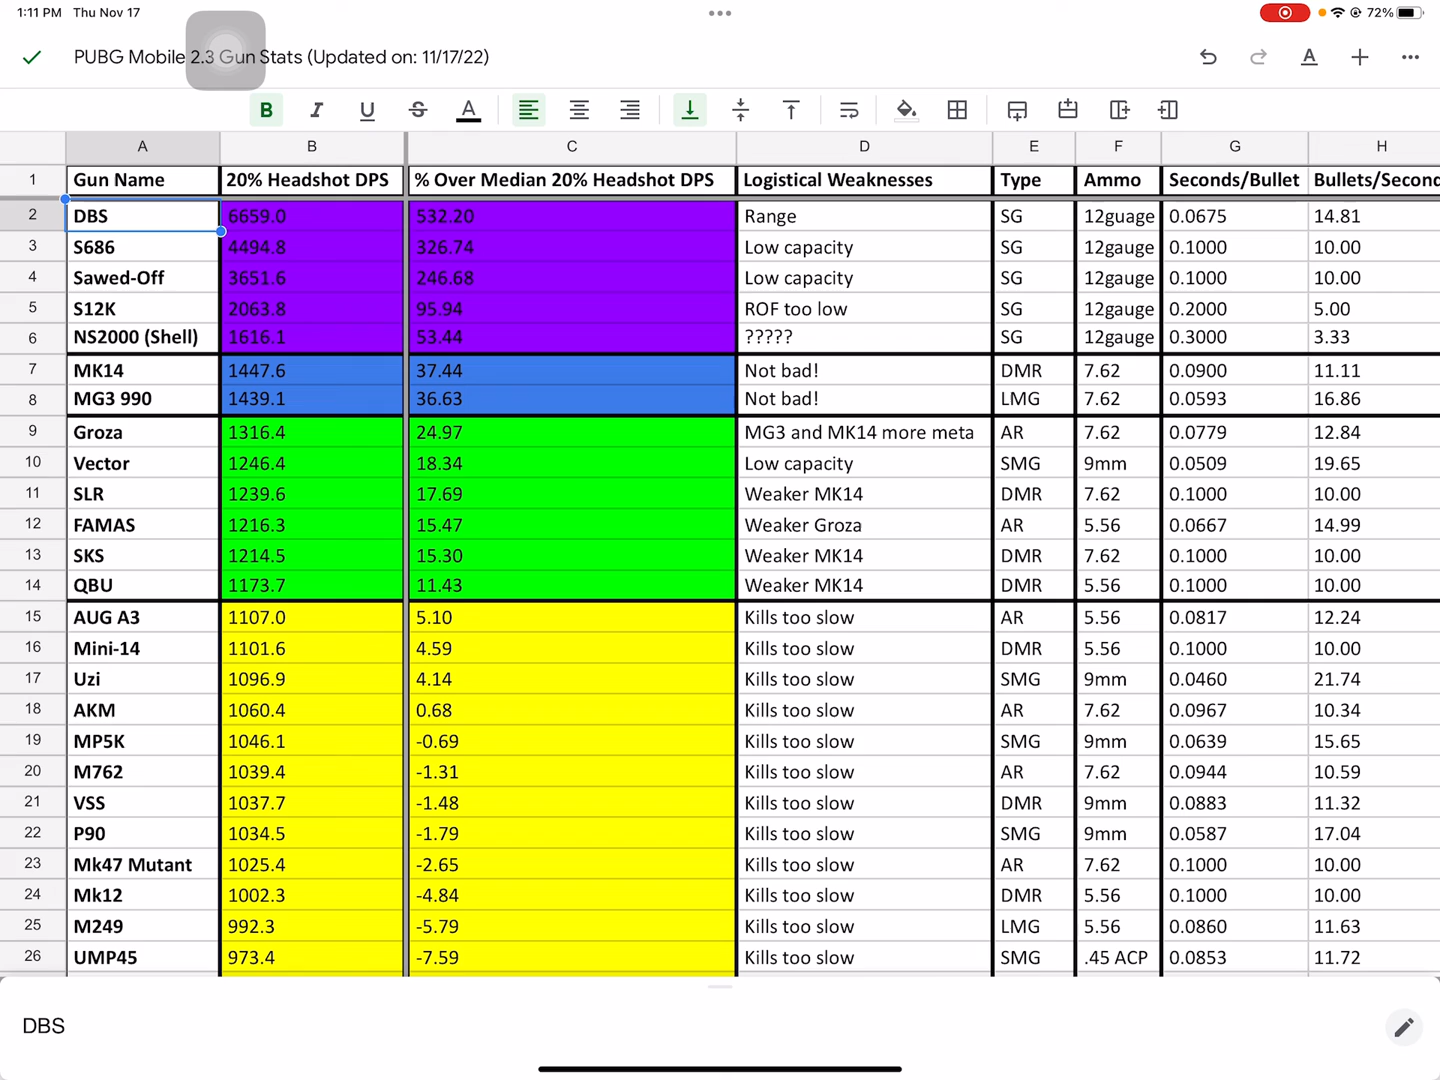 1:11 PM Thu Nov 17
72%
PUBG Mobile 2.3 Gun Stats (Updated on: 11/17/22)
B I U S A
A B C D E F G H
1 Gun Name 20% Headshot DPS % Over Median 20% Headshot DPS Logistical Weaknesses Type Ammo Seconds/Bullet Bullets/Second
2 DBS 6659.0 532.20 Range SG 12guage 0.0675 14.81
3 S686 4494.8 326.74 Low capacity SG 12gauge 0.1000 10.00
4 Sawed-Off 3651.6 246.68 Low capacity SG 12gauge 0.1000 10.00
5 S12K 2063.8 95.94 ROF too low SG 12gauge 0.2000 5.00
6 NS2000 (Shell) 1616.1 53.44 ????? SG 12gauge 0.3000 3.33
7 MK14 1447.6 37.44 Not bad! DMR 7.62 0.0900 11.11
8 MG3 990 1439.1 36.63 Not bad! LMG 7.62 0.0593 16.86
9 Groza 1316.4 24.97 MG3 and MK14 more meta AR 7.62 0.0779 12.84
10 Vector 1246.4 18.34 Low capacity SMG 9mm 0.0509 19.65
11 SLR 1239.6 17.69 Weaker MK14 DMR 7.62 0.1000 10.00
12 FAMAS 1216.3 15.47 Weaker Groza AR 5.56 0.0667 14.99
13 SKS 1214.5 15.30 Weaker MK14 DMR 7.62 0.1000 10.00
14 QBU 1173.7 11.43 Weaker MK14 DMR 5.56 0.1000 10.00
15 AUG A3 1107.0 5.10 Kills too slow AR 5.56 0.0817 12.24
16 Mini-14 1101.6 4.59 Kills too slow DMR 5.56 0.1000 10.00
17 Uzi 1096.9 4.14 Kills too slow SMG 9mm 0.0460 21.74
18 AKM 1060.4 0.68 Kills too slow AR 7.62 0.0967 10.34
19 MP5K 1046.1 -0.69 Kills too slow SMG 9mm 0.0639 15.65
20 M762 1039.4 -1.31 Kills too slow AR 7.62 0.0944 10.59
21 VSS 1037.7 -1.48 Kills too slow DMR 9mm 0.0883 11.32
22 P90 1034.5 -1.79 Kills too slow SMG 9mm 0.0587 17.04
23 Mk47 Mutant 1025.4 -2.65 Kills too slow AR 7.62 0.1000 10.00
24 Mk12 1002.3 -4.84 Kills too slow DMR 5.56 0.1000 10.00
25 M249 992.3 -5.79 Kills too slow LMG 5.56 0.0860 11.63
26 UMP45 973.4 -7.59 Kills too slow SMG .45 ACP 0.0853 11.72
DBS